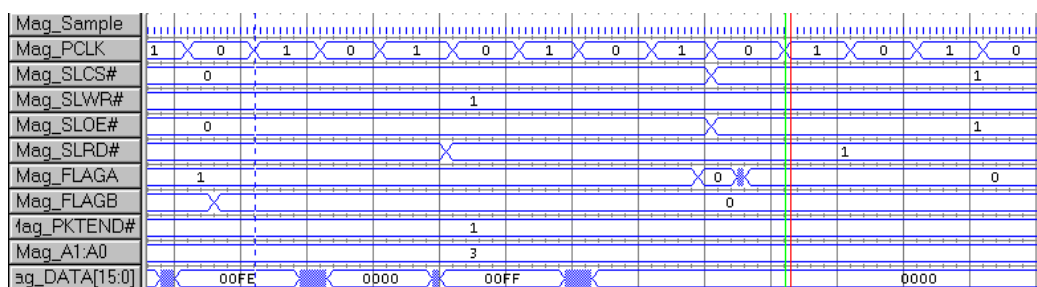 Mag_Sample
Mag_PCLK 1 0 1 0 1 0 1 0 1 0 1 0 1 0
Mag_SLCS# 0 1
Mag_SLWR# 1
Mag_SLOE# 0 1
Mag_SLRD# 1
Mag_FLAGA 1 0 0
Mag_FLAGB 0
Mag_PKTEND# 1
Mag_A1:A0 3
ag_DATA[15:0] 00FE 0000 00FF 0000